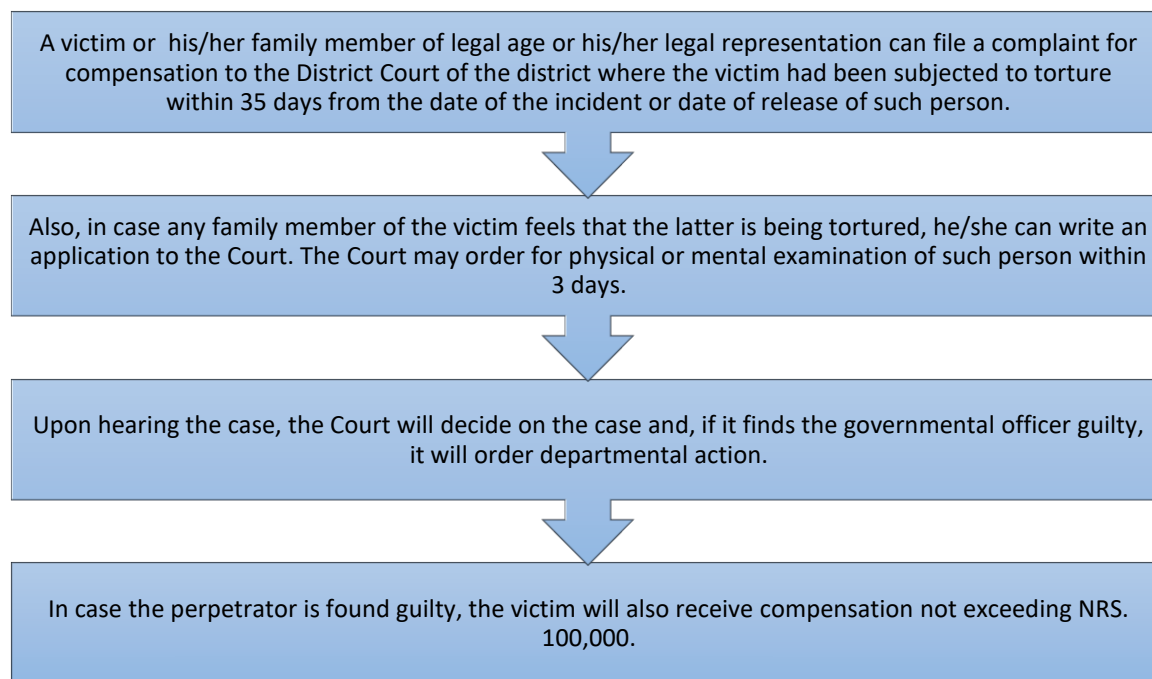 A victim or  his/her family member of legal age or his/her legal representation can file a complaint for
compensation to the District Court of the district where the victim had been subjected to torture
within 35 days from the date of the incident or date of release of such person.
Also, in case any family member of the victim feels that the latter is being tortured, he/she can write an
application to the Court. The Court may order for physical or mental examination of such person within
3 days.
Upon hearing the case, the Court will decide on the case and, if it finds the governmental officer guilty,
it will order departmental action.
In case the perpetrator is found guilty, the victim will also receive compensation not exceeding NRS.
100,000.